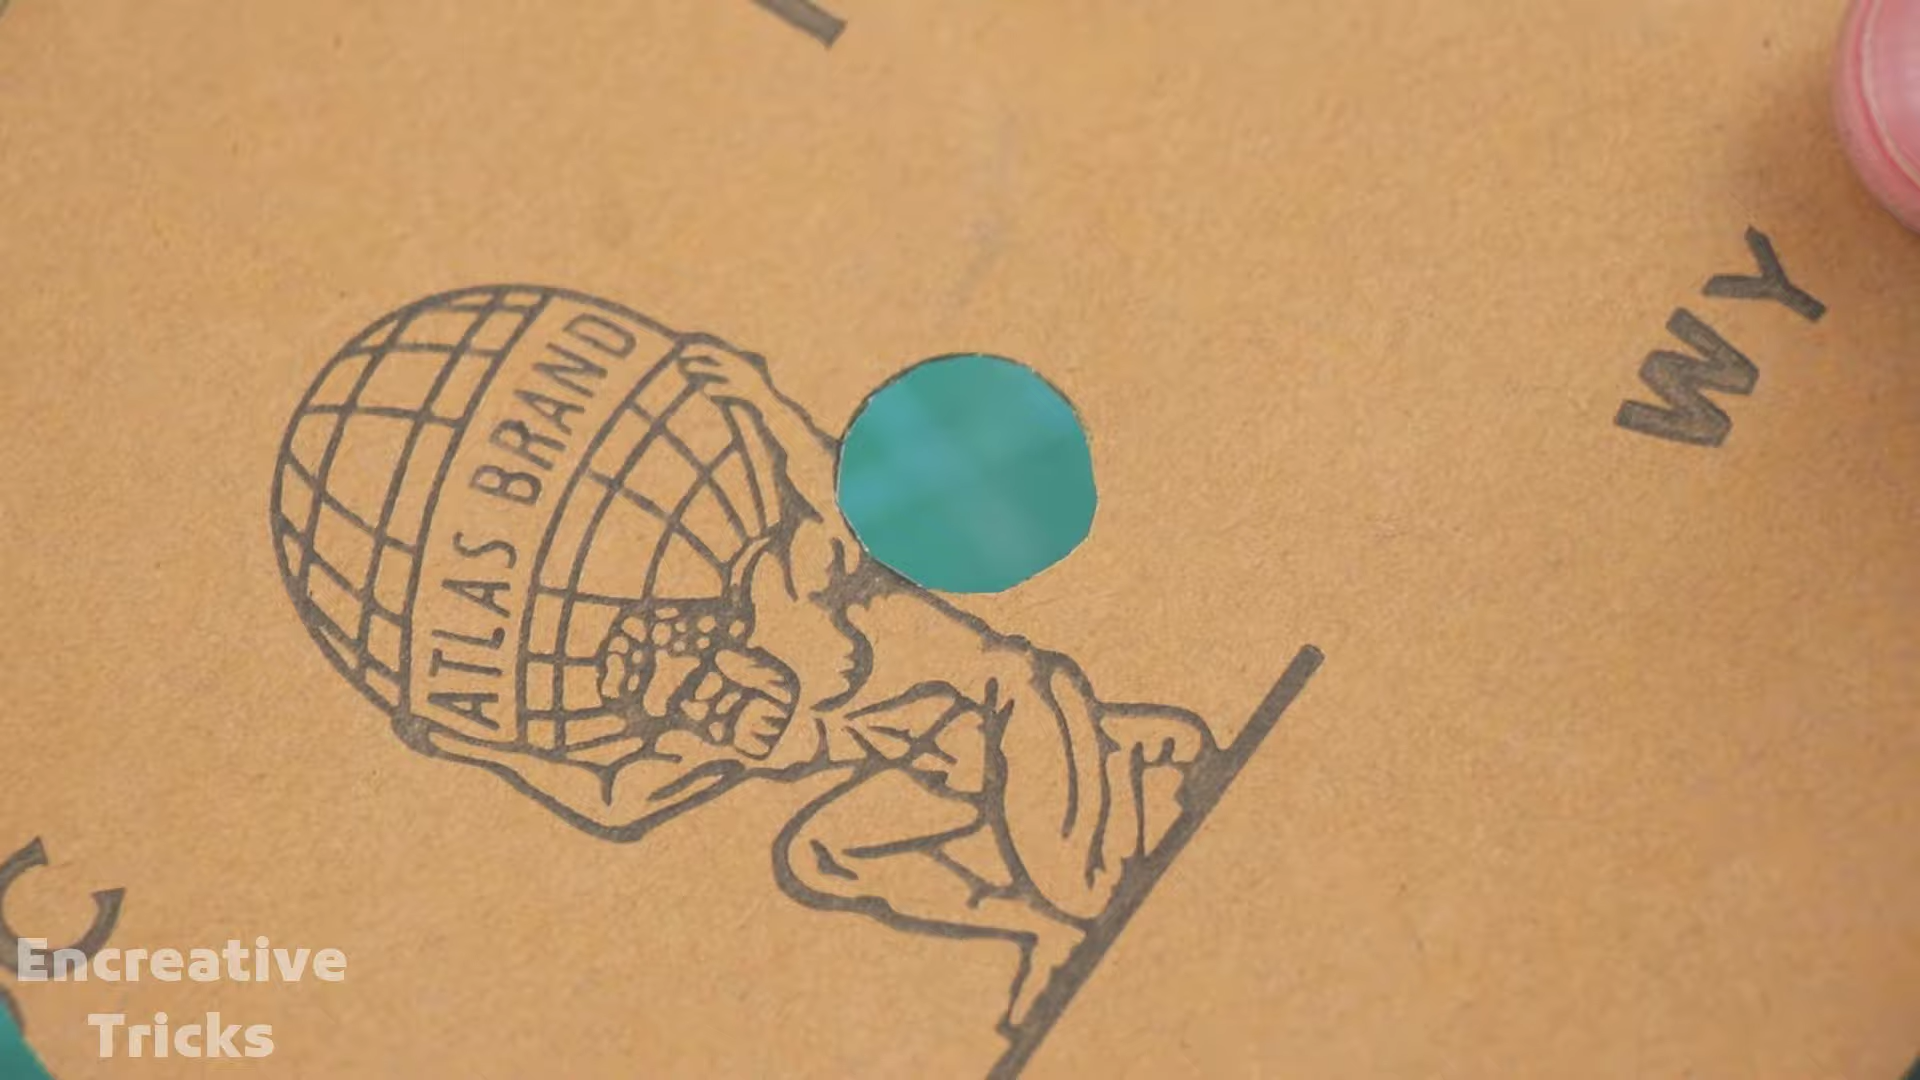 ATLAS BRAND
WY
C
Encreative
Tricks